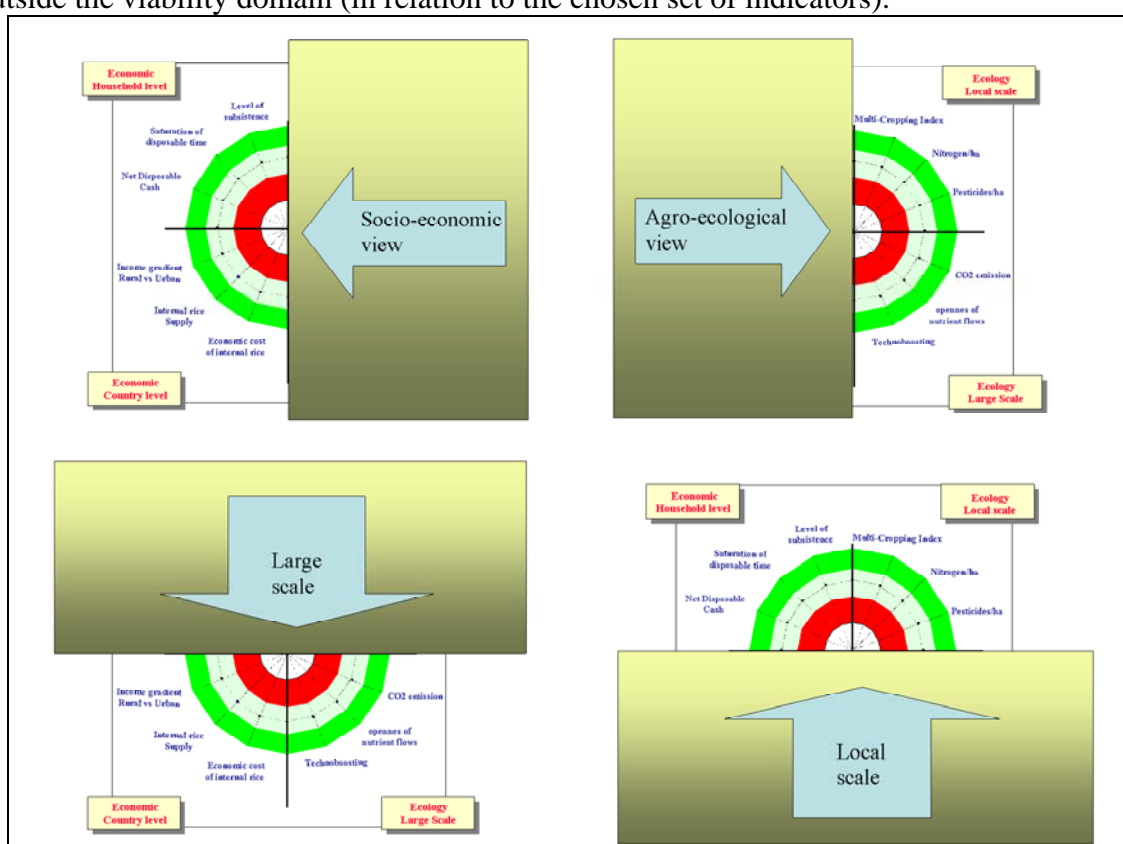 utside the viability domain (in relation to the chosen set of indicators).
Economic
Household level
Level of
subsistence
Saturation of
disposable time
Net Disposable
Cash
Socio-economic
view
Income gradient
Rural vs Urban
Internal rice
Supply
Economic cost
of internal rice
Economic
Country level
Ecology
Local scale
Multi-Cropping Index
Nitrogen/ha
Pesticides/ha
Agro-ecological
view
CO2 emission
opennes of
nutrient flows
Technoboosting
Ecology
Large Scale
Large
scale
Income gradient
Rural vs Urban
CO2 emission
Internal rice
Supply
opennes of
nutrient flows
Economic cost
of internal rice
Technoboosting
Economic
Country level
Ecology
Large Scale
Economic
Household level
Ecology
Local scale
Level of
subsistence
Multi-Cropping Index
Saturation of
disposable time
Nitrogen/ha
Net Disposable
Cash
Pesticides/ha
Local
scale